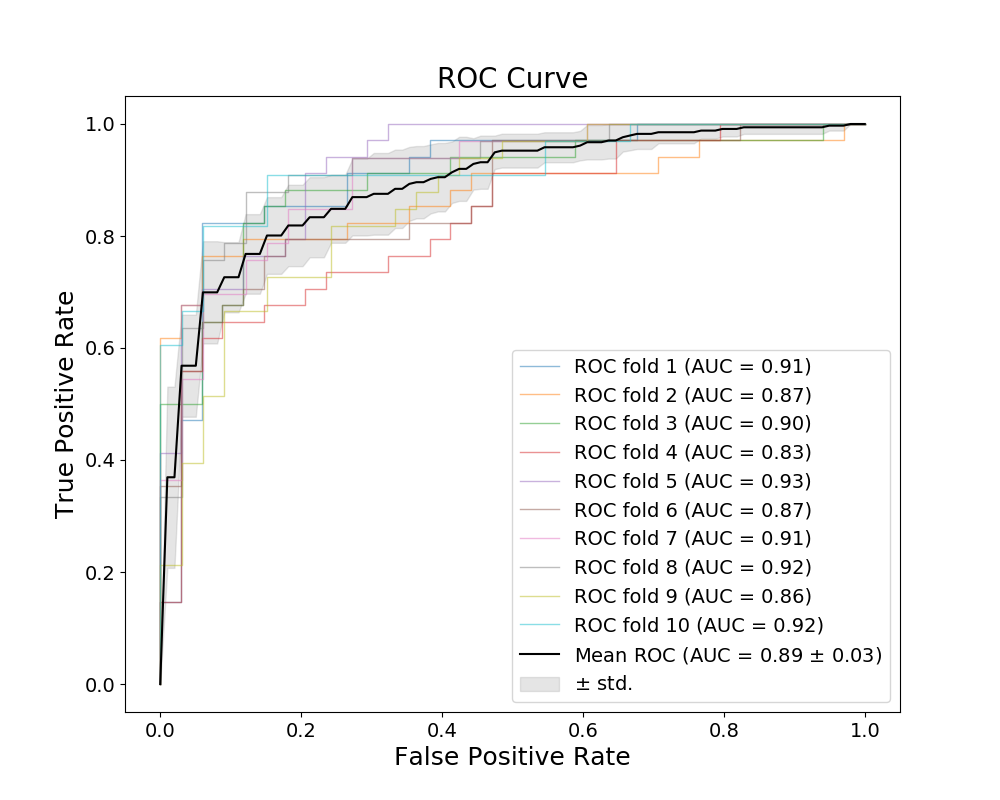 ROC Curve
1.0
0.8
0.6
0.4
0.2
0.0
True Positive Rate
ROC fold 1 (AUC = 0.91)
ROC fold 2 (AUC = 0.87)
ROC fold 3 (AUC = 0.90)
ROC fold 4 (AUC = 0.83)
ROC fold 5 (AUC = 0.93)
ROC fold 6 (AUC = 0.87)
ROC fold 7 (AUC = 0.91)
ROC fold 8 (AUC = 0.92)
ROC fold 9 (AUC = 0.86)
ROC fold 10 (AUC = 0.92)
Mean ROC (AUC = 0.89 ± 0.03)
± std.
0.0 0.2 0.4 0.6 0.8 1.0
False Positive Rate